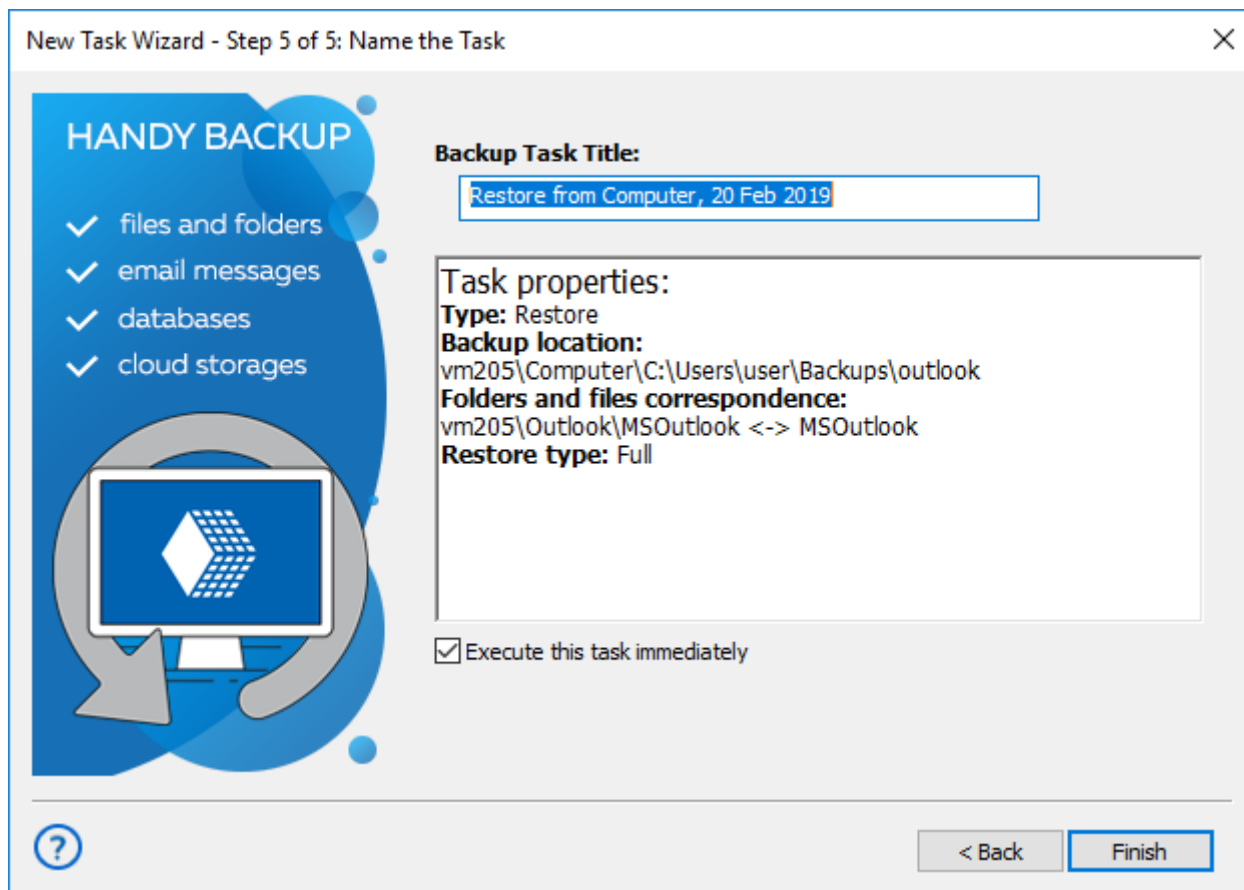 New Task Wizard - Step 5 of 5: Name the Task
HANDY BACKUP
files and folders
email messages
databases
cloud storages
Backup Task Title:
Restore from Computer, 20 Feb 2019
Task properties:
Type: Restore
Backup location:
vm205\Computer\C:\Users\user\Backups\outlook
Folders and files correspondence:
vm205\Outlook\MSOutlook <-> MSOutlook
Restore type: Full
Execute this task immediately
?
< Back
Finish